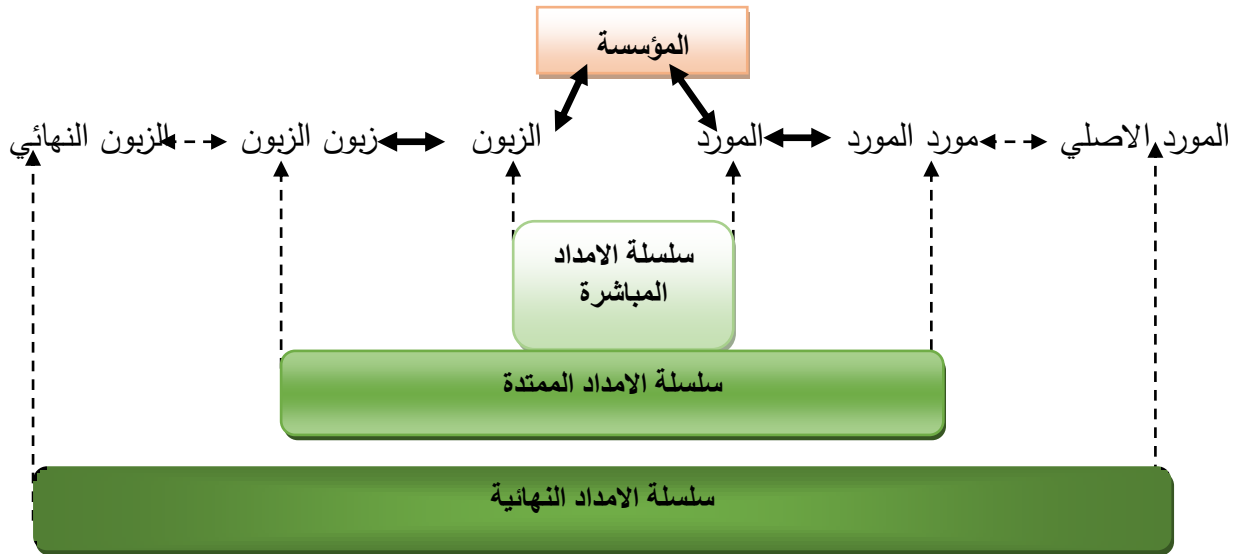 المؤسسة
المورد الاصلي مورد المورد المورد الزبون زبون الزبون الزبون النهائي
سلسلة الامداد
المباشرة
سلسلة الامداد الممتدة
سلسلة الامداد النهائية